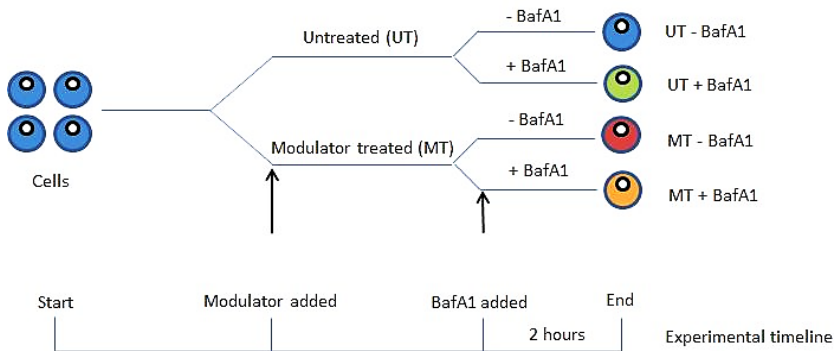 Untreated (UT)
- BafA1
UT - BafA1
+ BafA1
UT + BafA1
Modulator treated (MT)
- BafA1
MT - BafA1
+ BafA1
MT + BafA1
Cells
Start
Modulator added
BafA1 added
End
2 hours
Experimental timeline